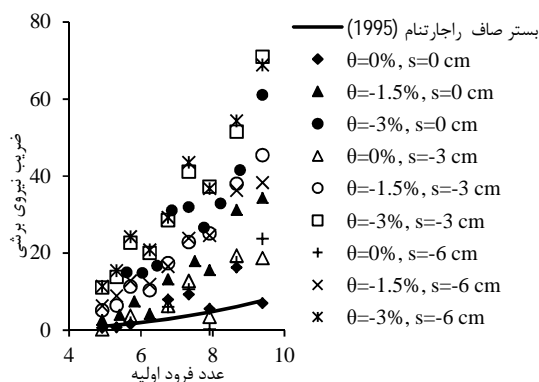 80
60
40
20
0
4
6
8
10
ضریب نیروی برشی
عدد فرود اولیه
بستر صاف راجارتنام (1995)
θ=0%, s=0 cm
θ=-1.5%, s=0 cm
θ=-3%, s=0 cm
θ=0%, s=-3 cm
θ=-1.5%, s=-3 cm
θ=-3%, s=-3 cm
θ=0%, s=-6 cm
θ=-1.5%, s=-6 cm
θ=-3%, s=-6 cm